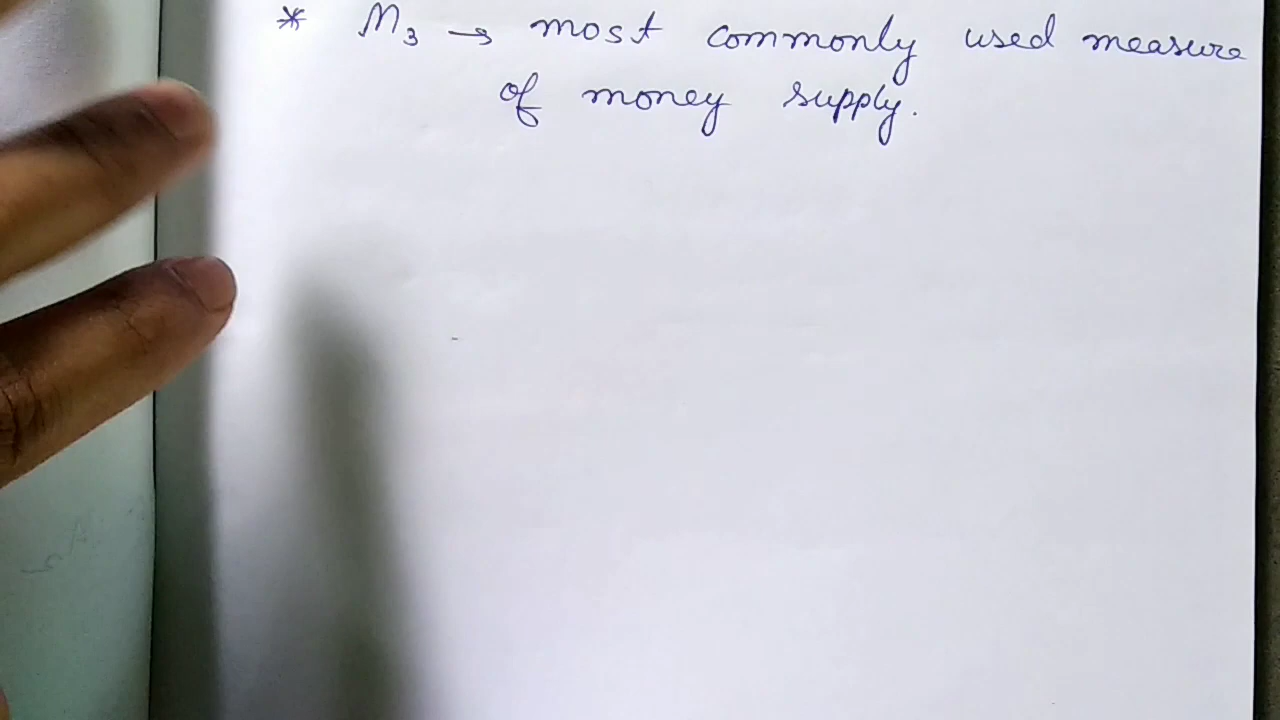 * M₃ → most commonly used measure
of money supply.